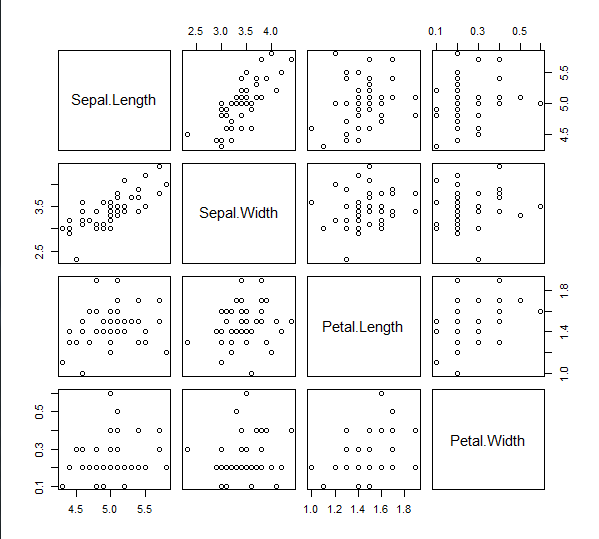 2.5 3.0 3.5 4.0
0.1 0.3 0.5
Sepal.Length
4.5 5.0 5.5
2.5 3.5
Sepal.Width
Petal.Length
1.0 1.4 1.8
0.1 0.3 0.5
Petal.Width
4.5 5.0 5.5
1.0 1.2 1.4 1.6 1.8